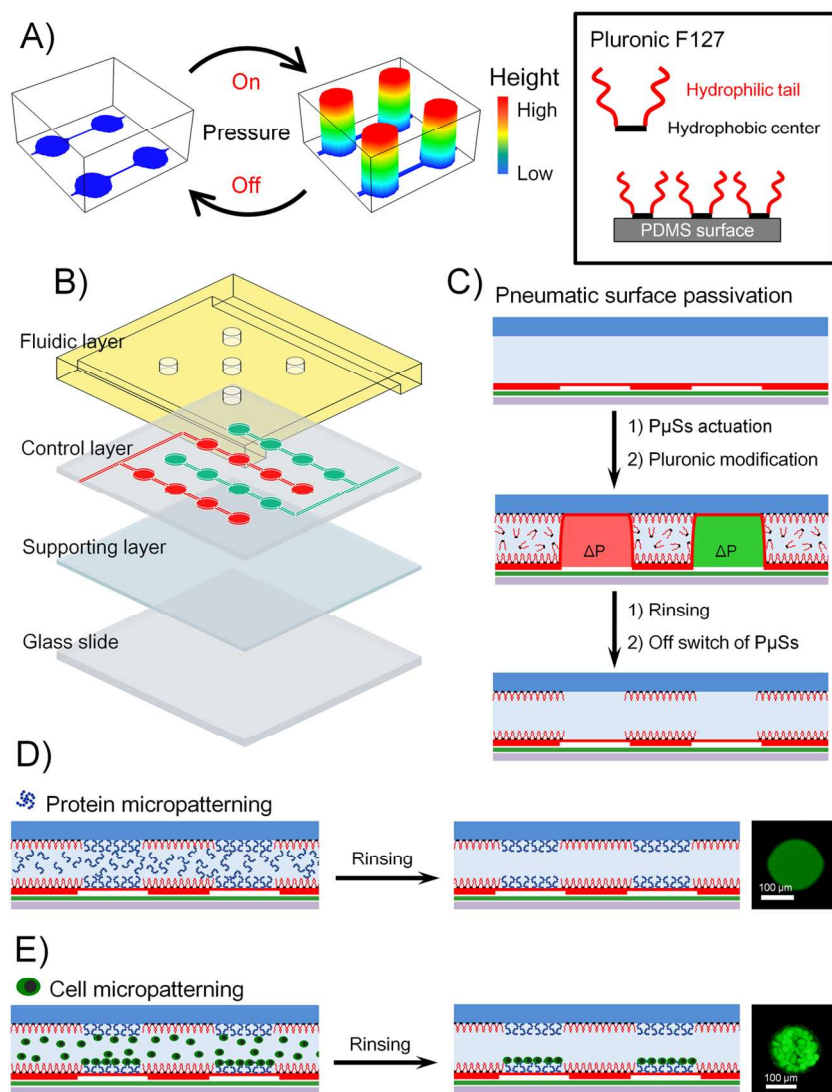 A)
On
Pressure
Off
Height
High
Low
Pluronic F127
Hydrophilic tail
Hydrophobic center
PDMS surface
B)
Fluidic layer
Control layer
Supporting layer
Glass slide
C)
Pneumatic surface passivation
1) PµSs actuation
2) Pluronic modification
ΔP
ΔP
1) Rinsing
2) Off switch of PµSs
D)
Protein micropatterning
Rinsing
100 µm
E)
Cell micropatterning
Rinsing
100 µm